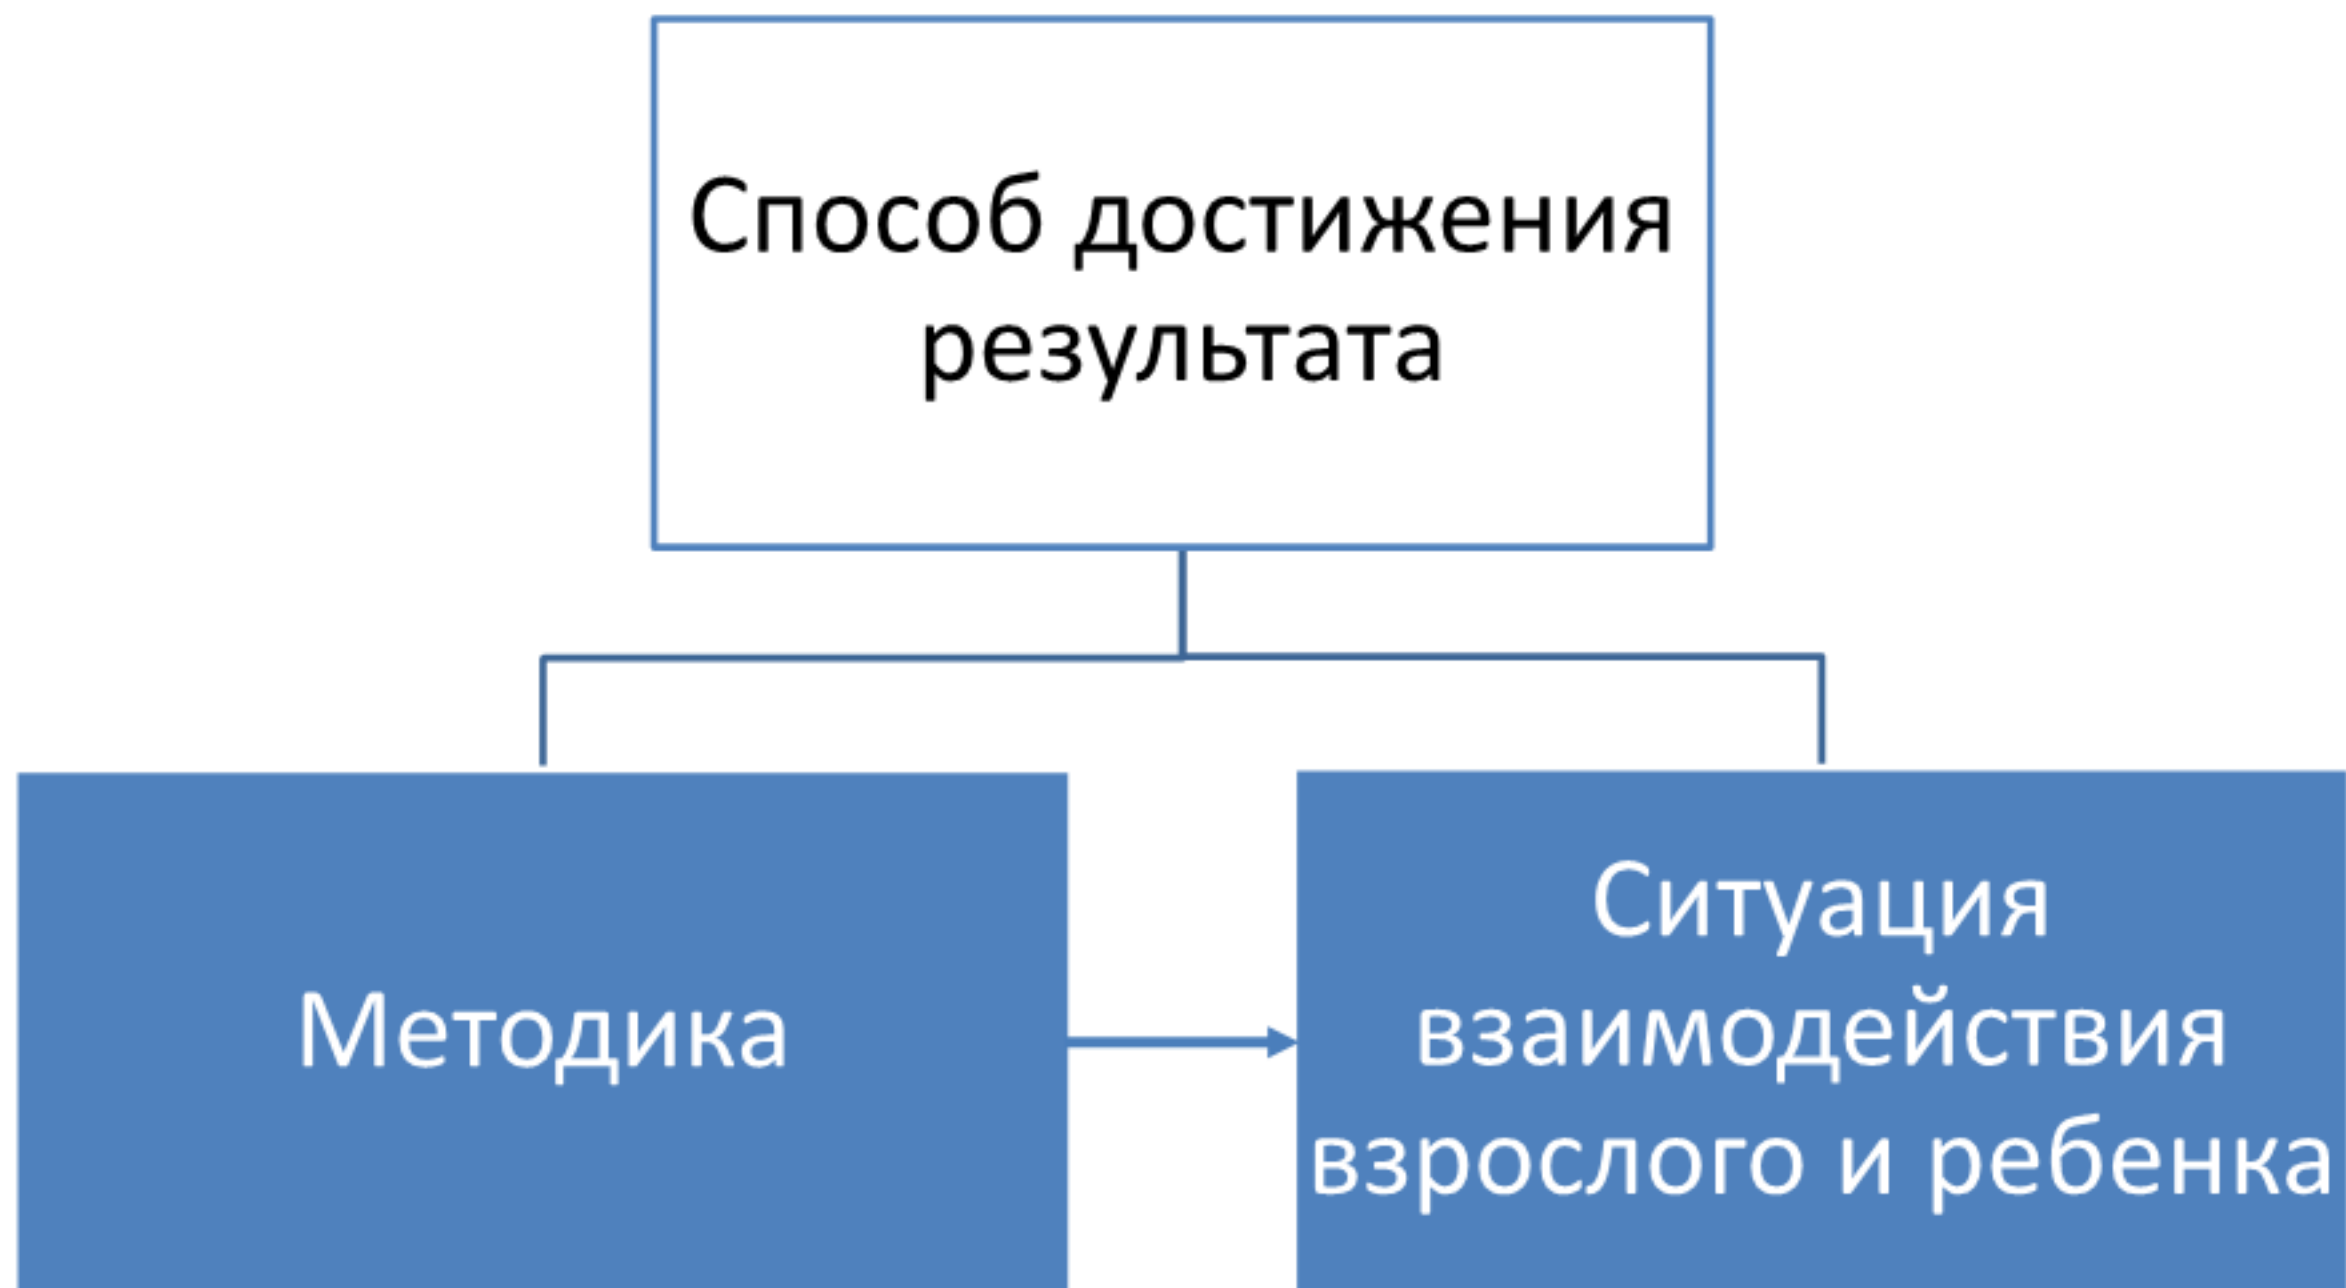 Способ достижения
результата
Методика
Ситуация
взаимодействия
взрослого и ребенка